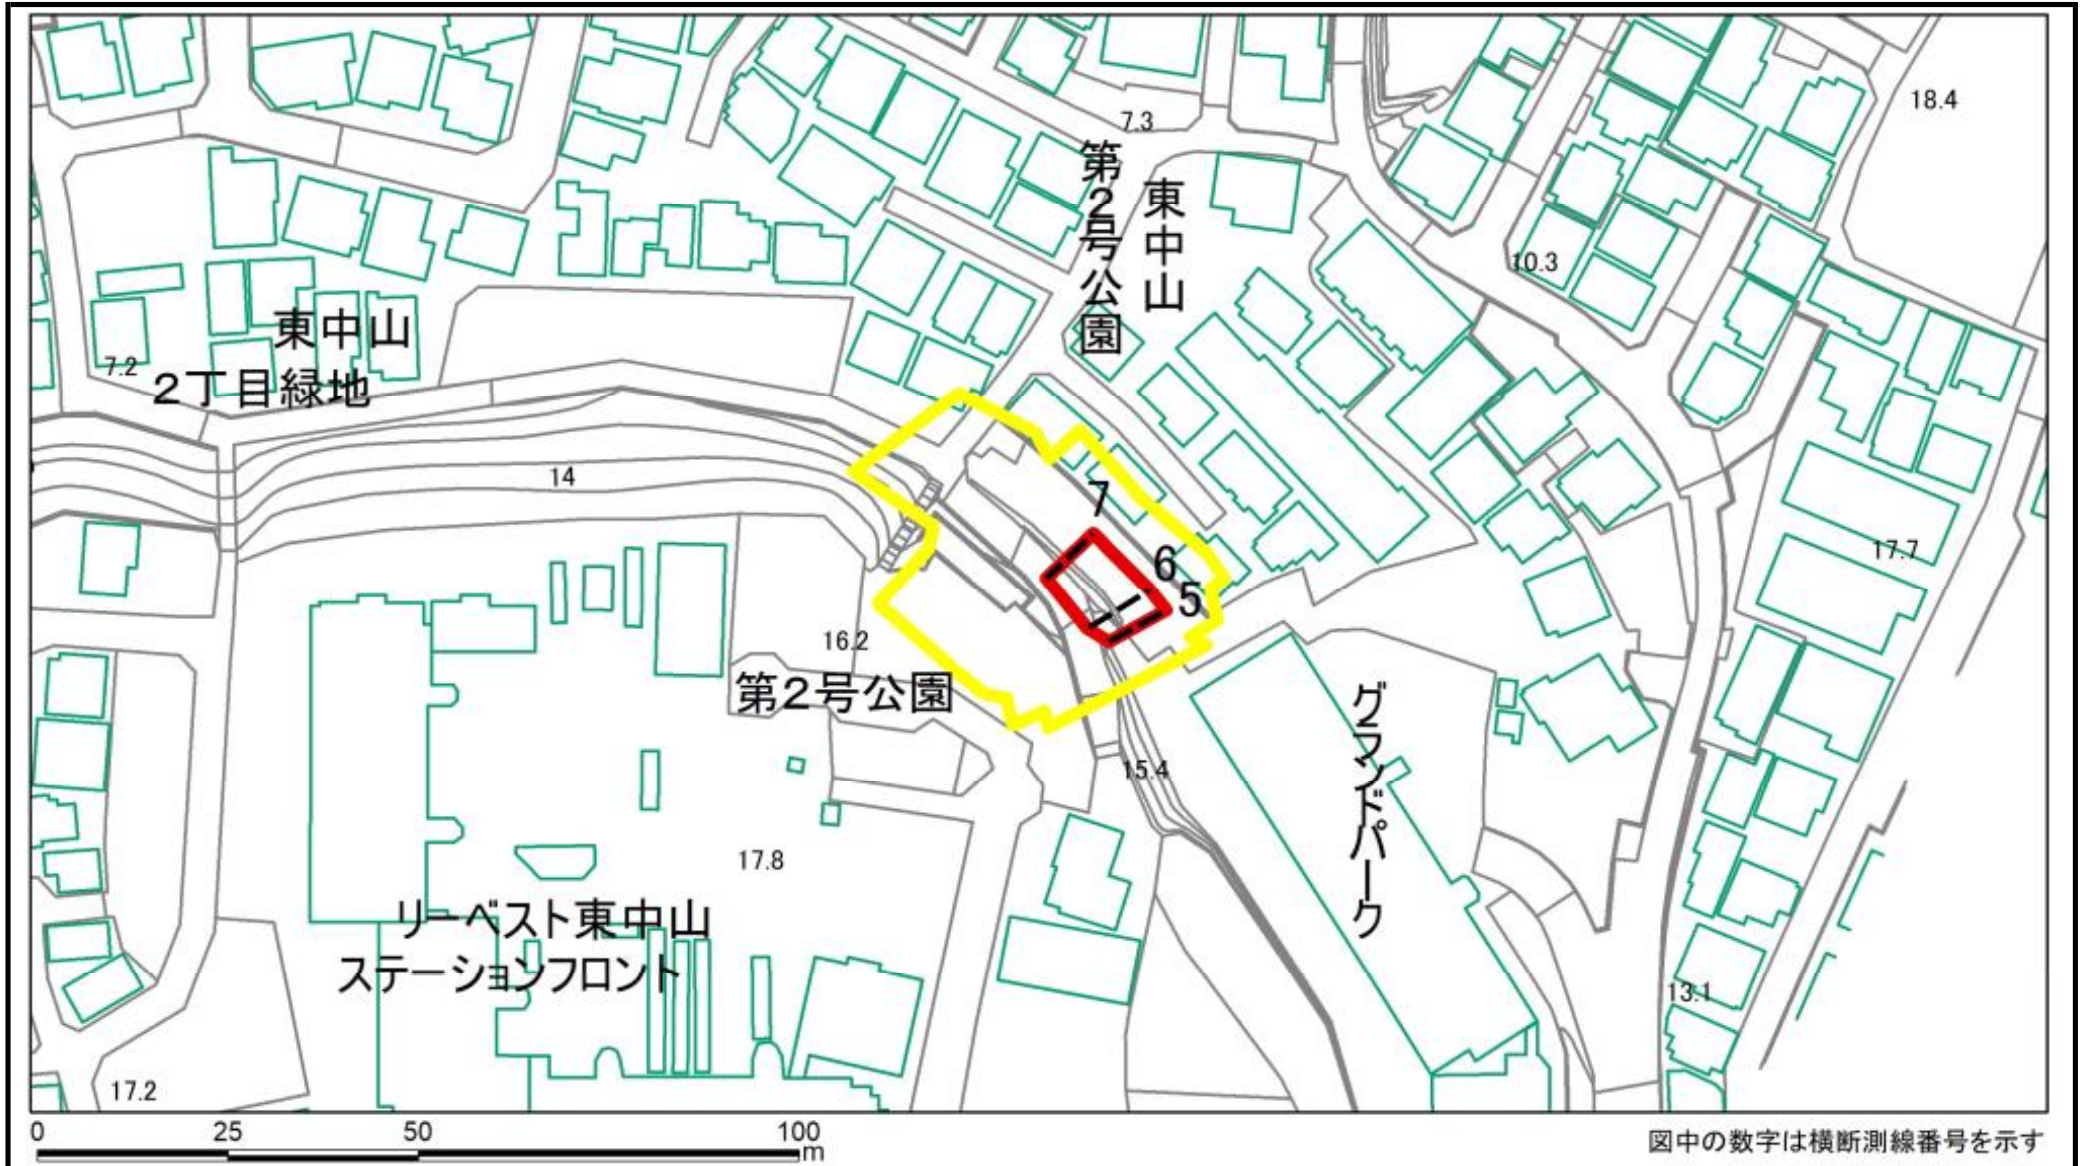 18.4
7.3
東中山
第2号公園
10.3
東中山
2丁目緑地
7.2
14
7
6
5
17.7
16.2
第2号公園
グランドパーク
15.4
17.8
リーベスト東中山
ステーションフロント
13.1
17.2
0 25 50 100
m
図中の数字は横断測線番号を示す